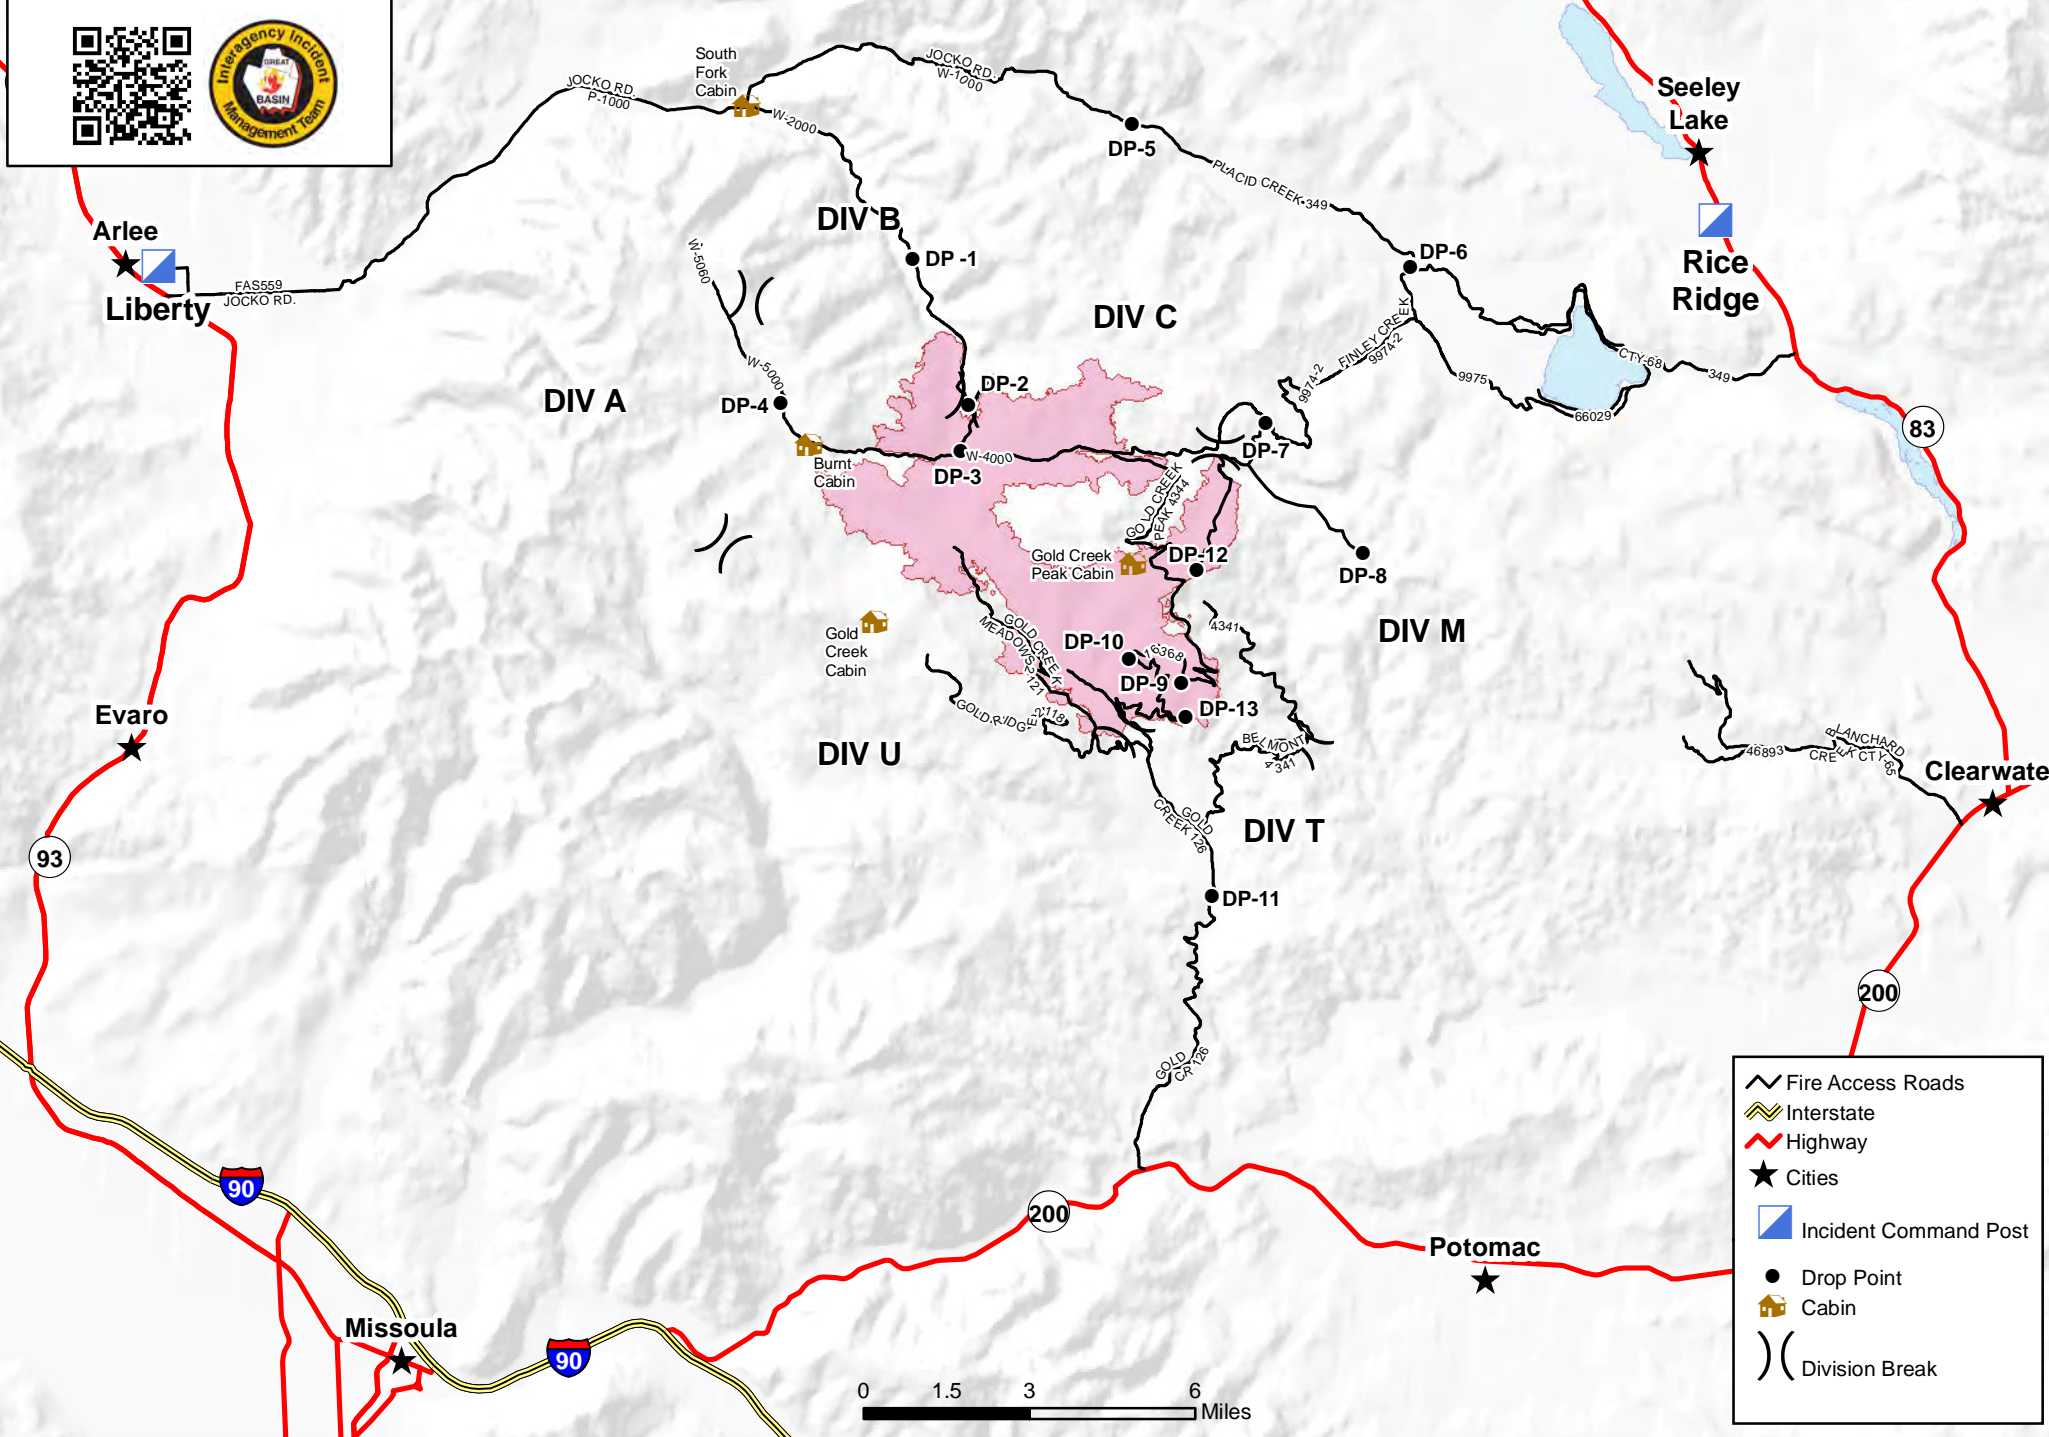 Interagency Incident
GREAT
BASIN
Management Team
South
Fork
Cabin
JOCKO RD.
W-1000
JOCKO RD.
P-1000
W-2000
DP-5
Seeley
Lake
PLACID CREEK 349
Arlee
DIV B
DP -1
DP-6
Rice
Ridge
W-5060
FAS559
JOCKO RD.
Liberty
DIV C
FINLEY CREEK
9974-2
9974-2
CTY-68
349
9975
66029
W-5000
DIV A
DP-4
DP-2
83
DP-7
Burnt
Cabin
DP-3
W-4000
GOLD CREEK
PEAK 4344
Gold Creek
Peak Cabin
DP-12
DP-8
Gold
Creek
Cabin
GOLD CREEK
MEADOWS 2121
DP-10
16368
4341
DIV M
DP-9
Evaro
GOLD RIDGE
2118
DP-13
DIV U
BELMONT
4341
46893
BLANCHARD
CREEK CTY-65
Clearwate
GOLD
CREEK 126
DIV T
93
DP-11
200
GOLD
CR 126
90
200
Potomac
Missoula
90
0 1.5 3 6
Miles
Fire Access Roads
Interstate
Highway
Cities
Incident Command Post
Drop Point
Cabin
Division Break